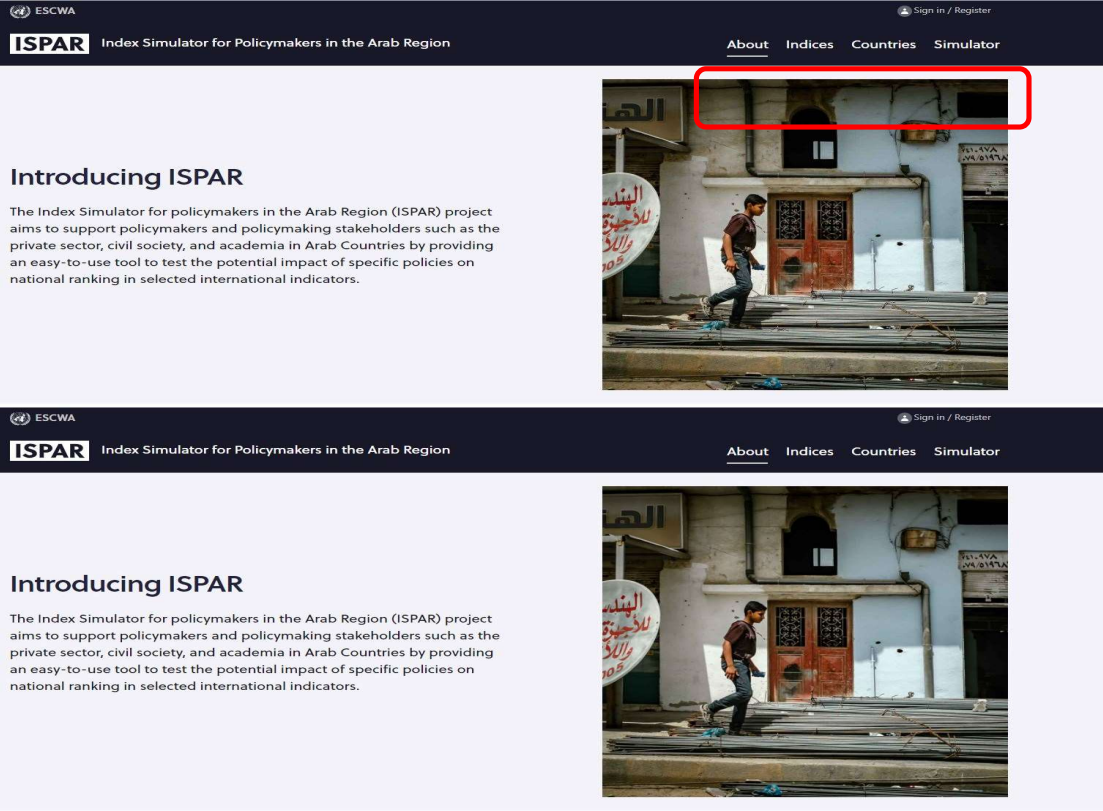 ESCWA
Sign in / Register
ISPAR Index Simulator for Policymakers in the Arab Region
About Indices Countries Simulator
Introducing ISPAR
The Index Simulator for policymakers in the Arab Region (ISPAR) project
aims to support policymakers and policymaking stakeholders such as the
private sector, civil society, and academia in Arab Countries by providing
an easy-to-use tool to test the potential impact of specific policies on
national ranking in selected international indicators.
ESCWA
Sign in / Register
ISPAR Index Simulator for Policymakers in the Arab Region
About Indices Countries Simulator
Introducing ISPAR
The Index Simulator for policymakers in the Arab Region (ISPAR) project
aims to support policymakers and policymaking stakeholders such as the
private sector, civil society, and academia in Arab Countries by providing
an easy-to-use tool to test the potential impact of specific policies on
national ranking in selected international indicators.